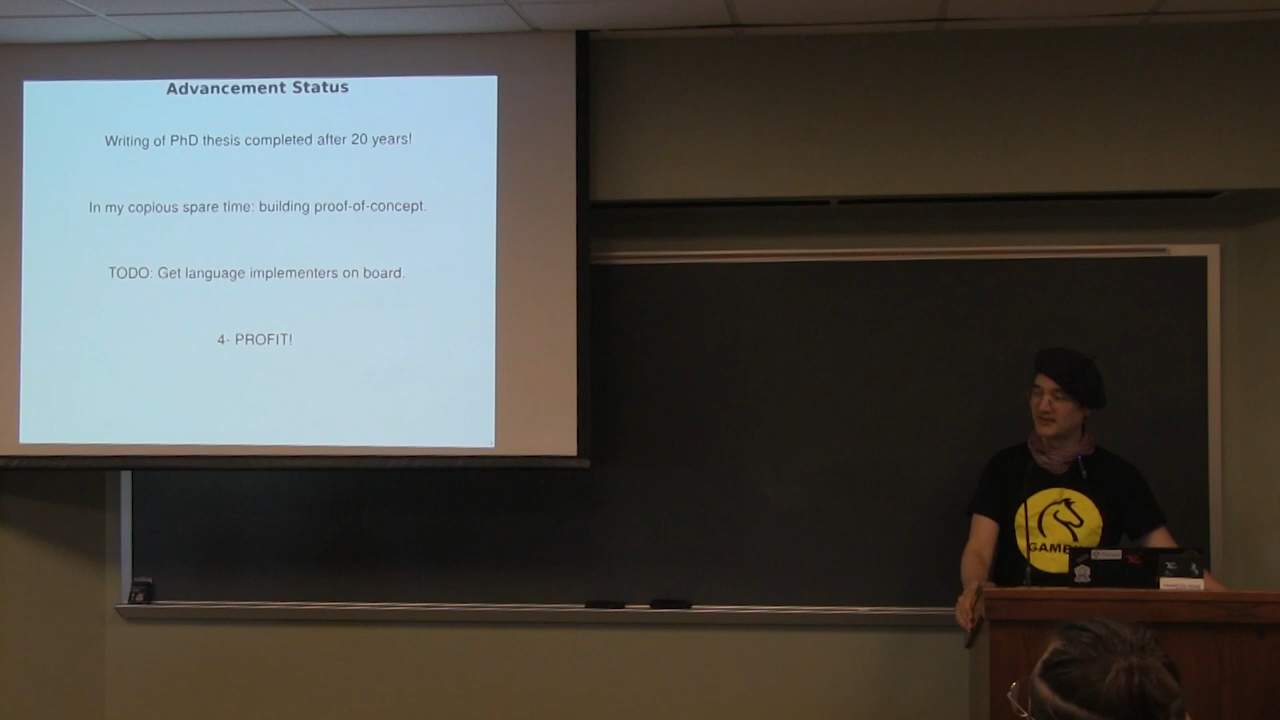 Advancement Status
Writing of PhD thesis completed after 20 years!
In my copious spare time: building proof-of-concept.
TODO: Get language implementers on board.
4- PROFIT!